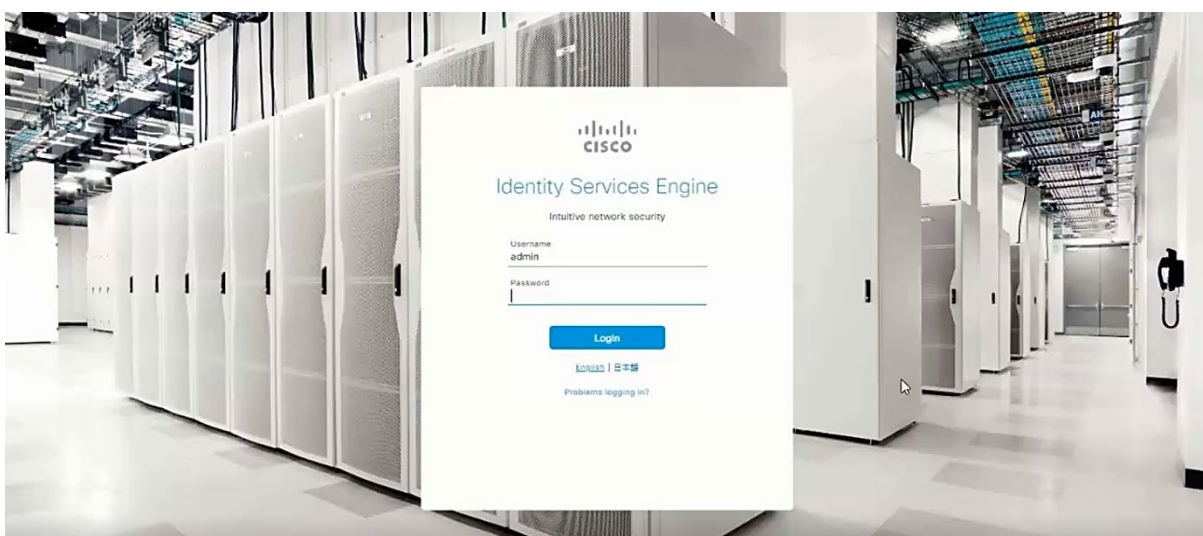 CISCO
Identity Services Engine
Intuitive network security
Username
admin
Password
Login
English | 日本語
Problems logging in?